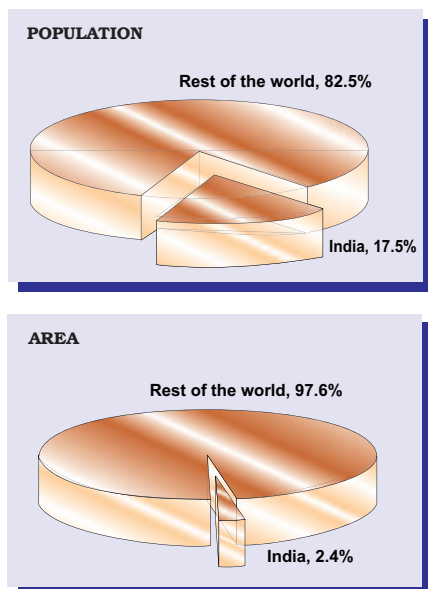 POPULATION
Rest of the world, 82.5%
India, 17.5%
AREA
Rest of the world, 97.6%
India, 2.4%